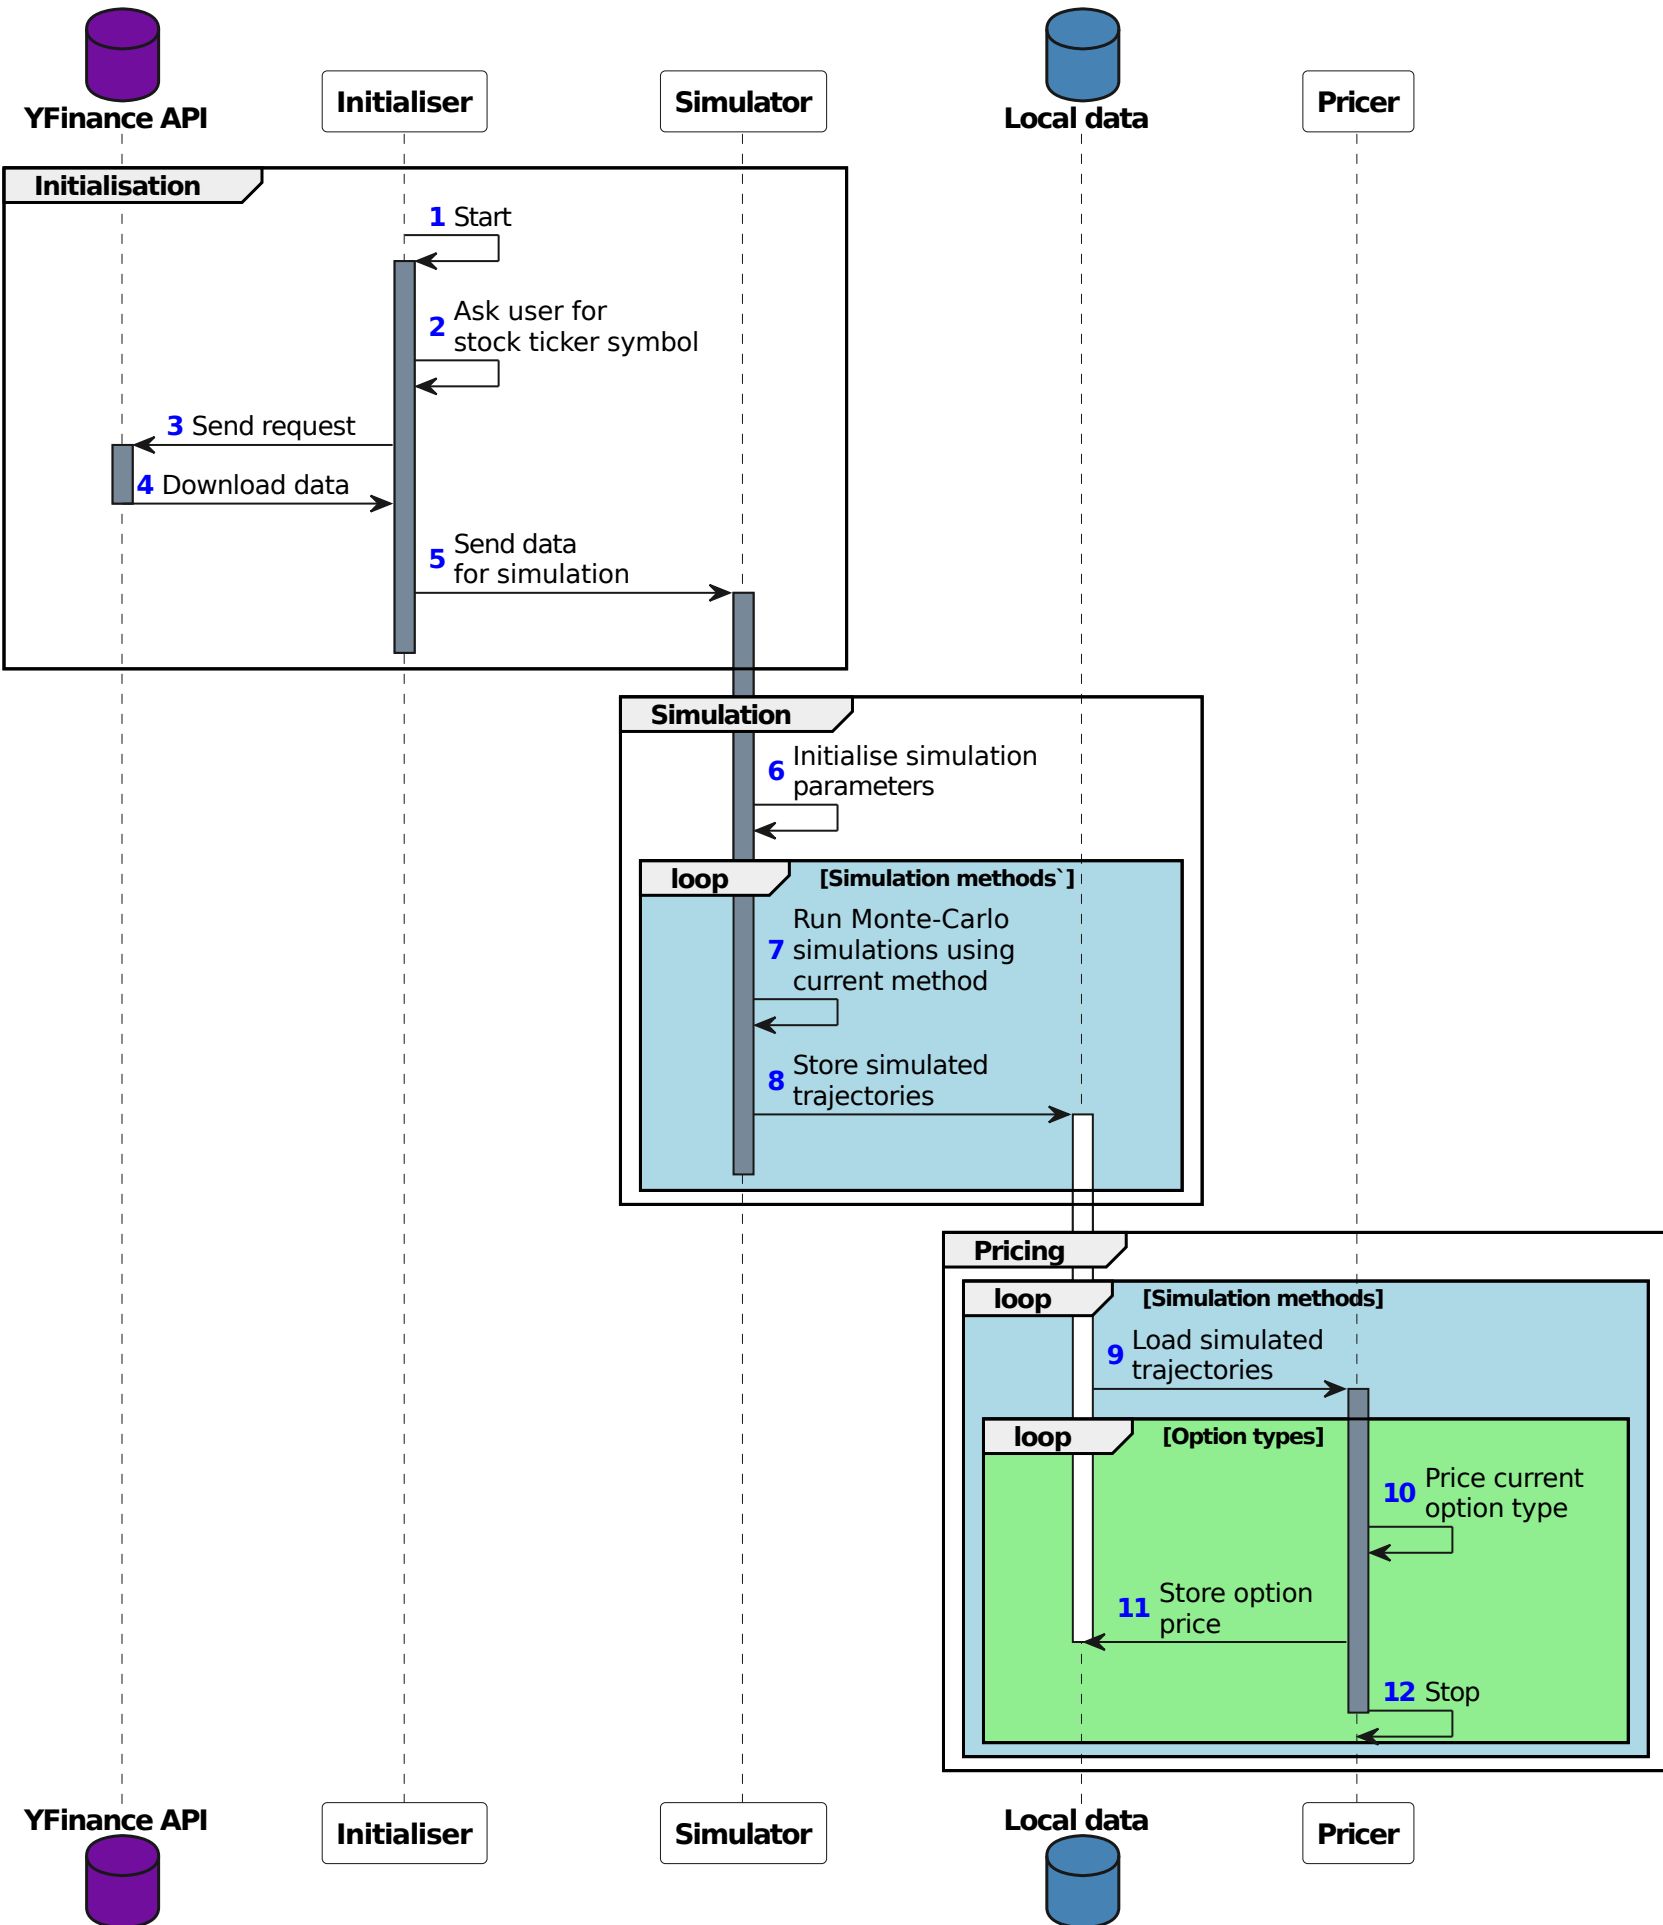 YFinance API
Initialiser
Simulator
Local data
Pricer
Initialisation
1 Start
2 Ask user for
stock ticker symbol
3 Send request
4 Download data
5 Send data
for simulation
Simulation
6 Initialise simulation
parameters
loop [Simulation methods`]
Run Monte-Carlo
7 simulations using
current method
8 Store simulated
trajectories
Pricing
loop [Simulation methods]
9 Load simulated
trajectories
loop [Option types]
10 Price current
option type
11 Store option
price
12 Stop
YFinance API
Initialiser
Simulator
Local data
Pricer